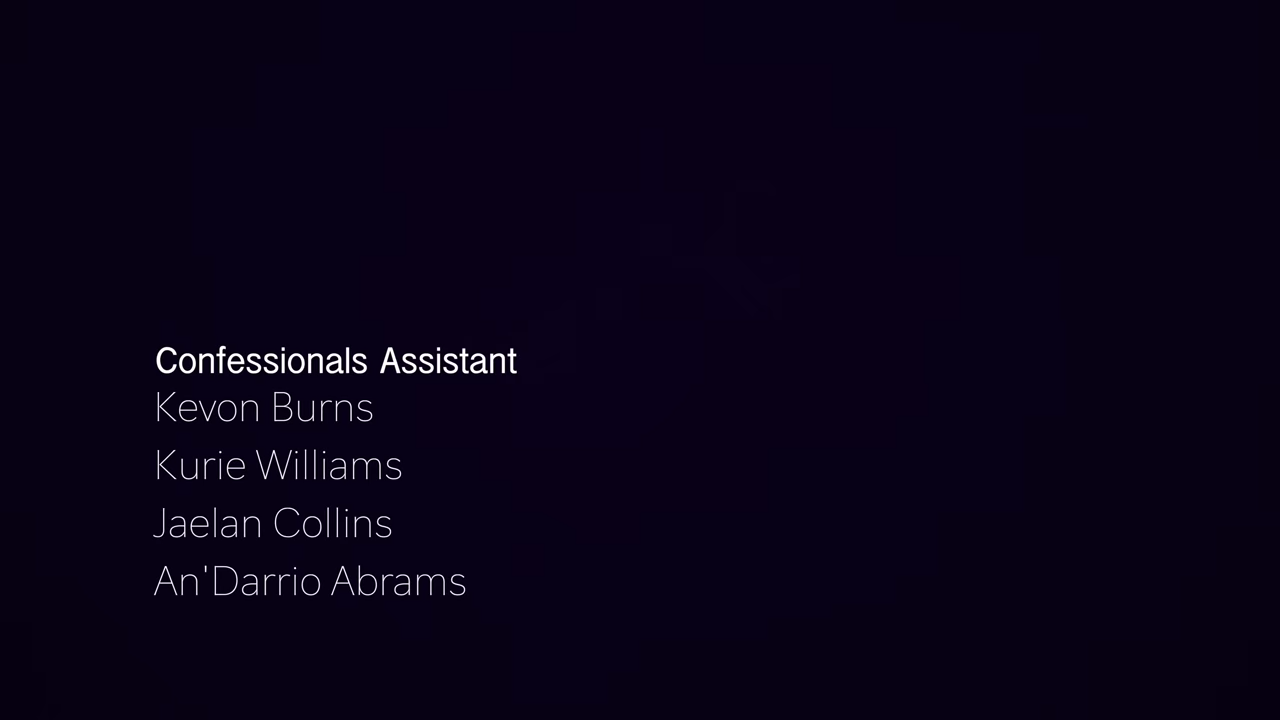 Confessionals Assistant
Kevon Burns
Kurie Williams
Jaelan Collins
An'Darrio Abrams